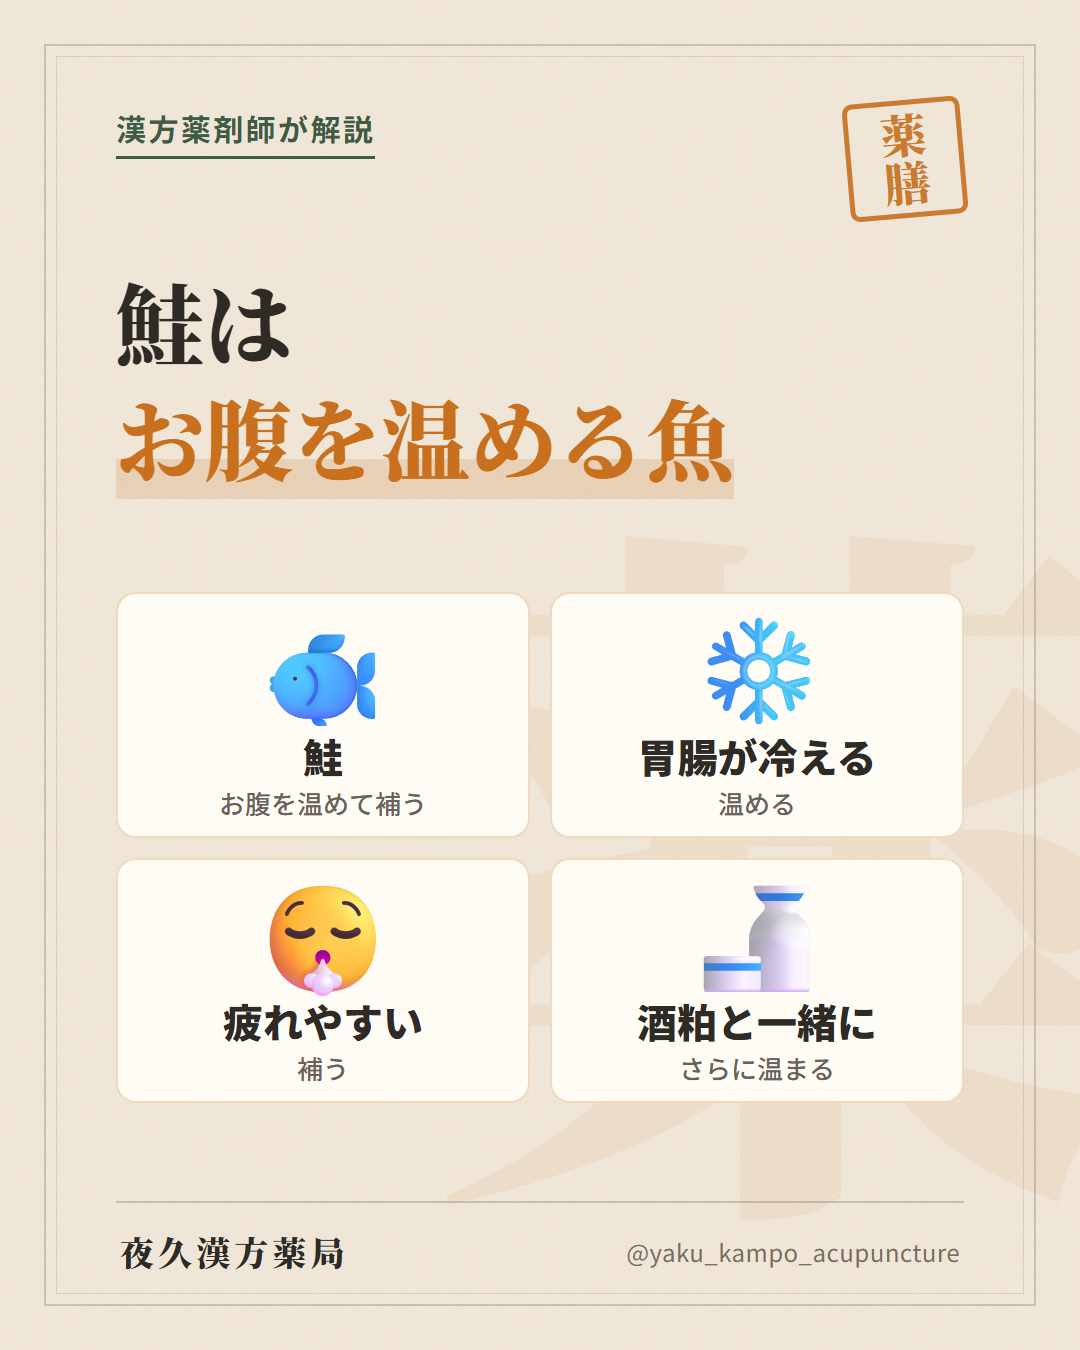 漢方薬剤師が解説
薬膳
鮭は
お腹を温める魚
鮭
お腹を温めて補う
胃腸が冷える
温める
疲れやすい
補う
酒粕と一緒に
さらに温まる
夜久漢方薬局
@yaku_kampo_acupuncture